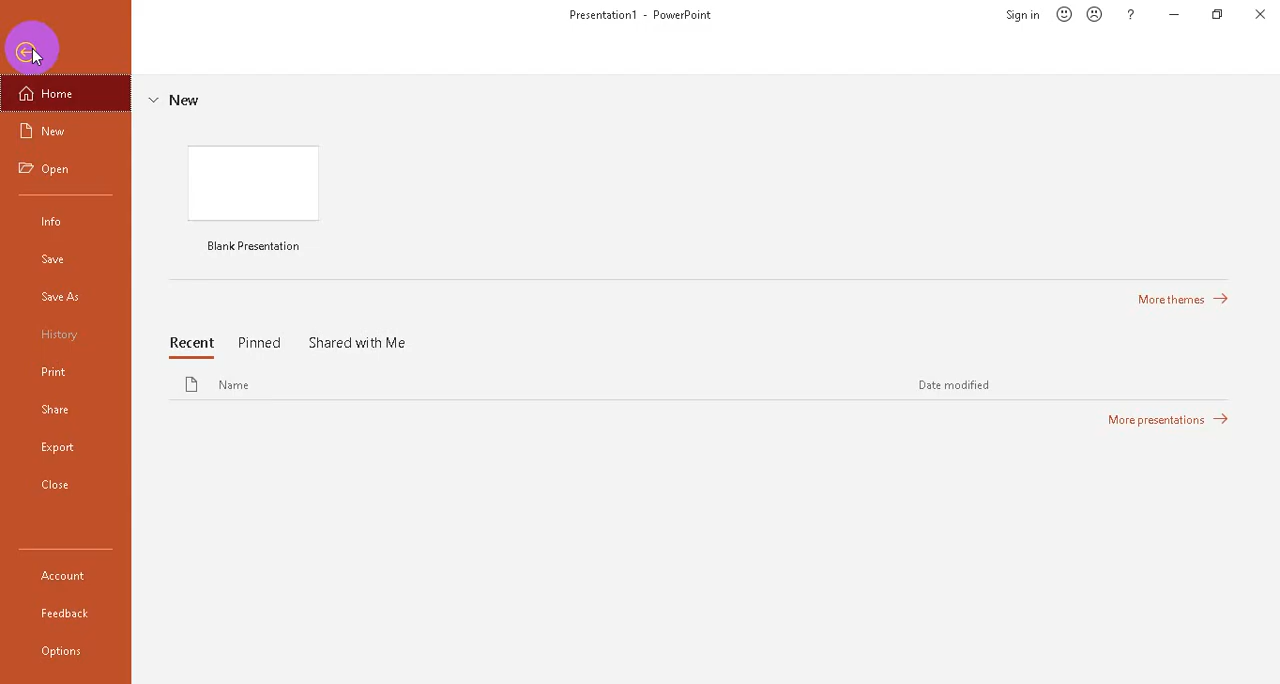 Presentation1 - PowerPoint
Sign in
?
Home
New
Open
Info
Save
Save As
History
Print
Share
Export
Close
Account
Feedback
Options
New
Blank Presentation
More themes
Recent Pinned Shared with Me
Name Date modified
More presentations